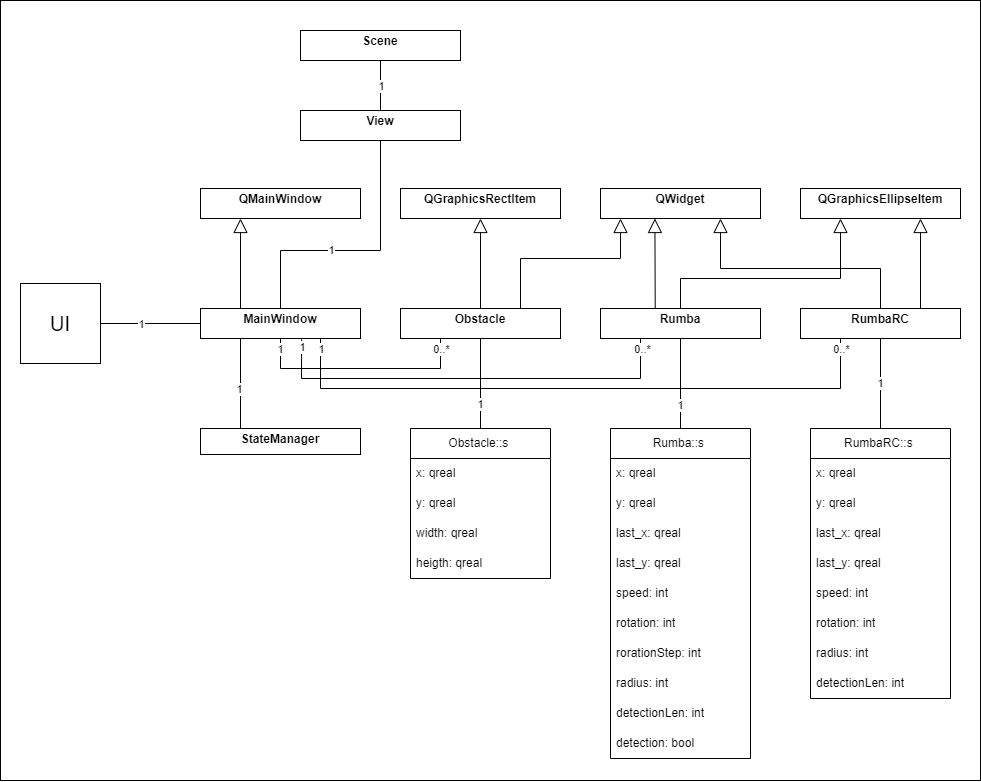 Scene
1
View
QMainWindow
QGraphicsRectItem
QWidget
QGraphicsEllipseItem
1
UI
1
MainWindow
Obstacle
Rumba
RumbaRC
1
1
1
0..*
0..*
0..*
1
1
1
1
StateManager
Obstacle::s
x: qreal
y: qreal
width: qreal
heigth: qreal
Rumba::s
x: qreal
y: qreal
last_x: qreal
last_y: qreal
speed: int
rotation: int
rorationStep: int
radius: int
detectionLen: int
detection: bool
RumbaRC::s
x: qreal
y: qreal
last_x: qreal
last_y: qreal
speed: int
rotation: int
radius: int
detectionLen: int